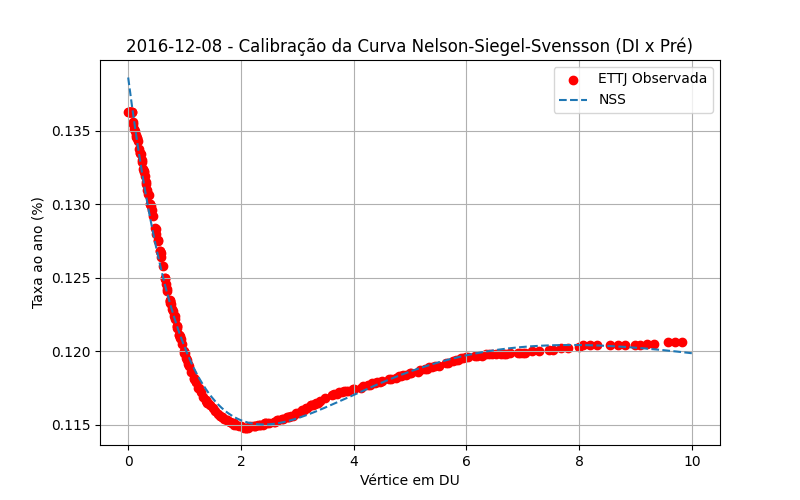 2016-12-08 - Calibração da Curva Nelson-Siegel-Svensson (DI x Pré)
ETTJ Observada
NSS
Taxa ao ano (%)
0.135
0.130
0.125
0.120
0.115
0 2 4 6 8 10
Vértice em DU